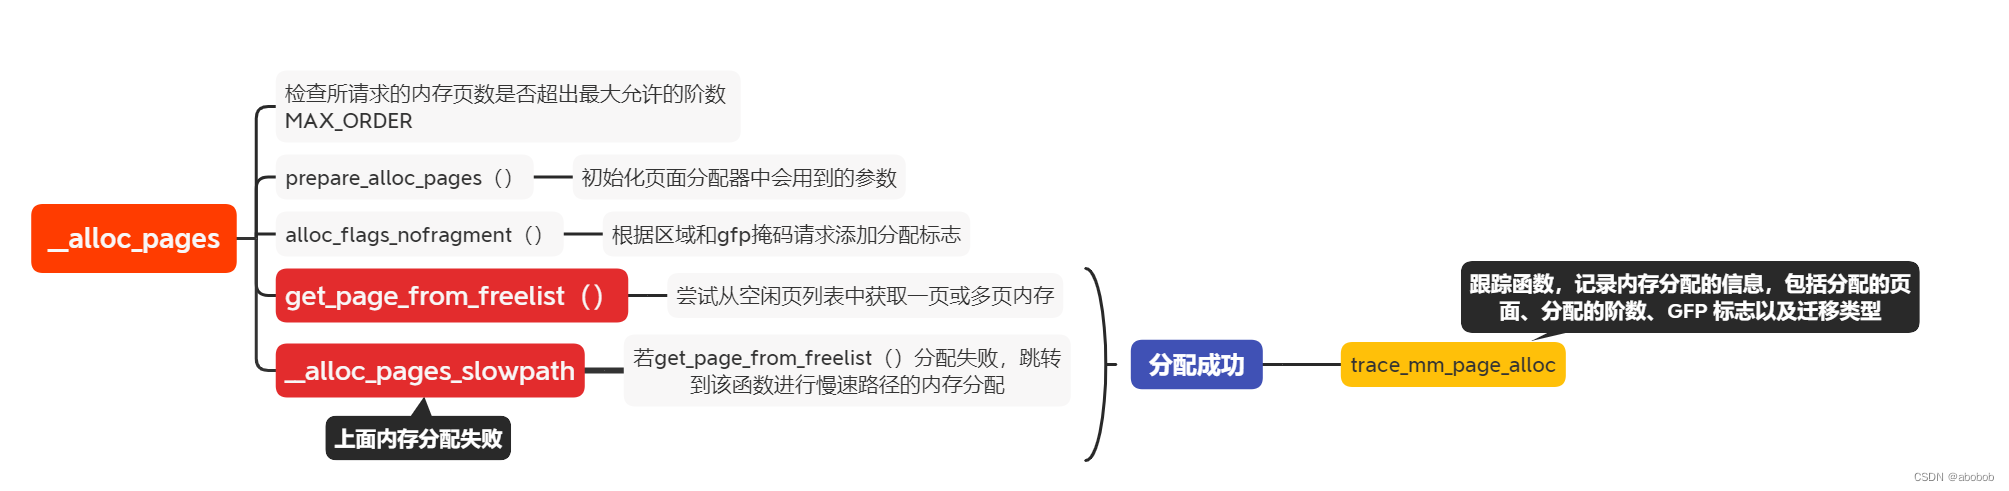 检查所请求的内存页数是否超出最大允许的阶数
MAX_ORDER
prepare_alloc_pages（）
初始化页面分配器中会用到的参数
__alloc_pages
alloc_flags_nofragment（）
根据区域和gfp掩码请求添加分配标志
get_page_from_freelist（）
尝试从空闲页列表中获取一页或多页内存
__alloc_pages_slowpath
若get_page_from_freelist（）分配失败，跳转
到该函数进行慢速路径的内存分配
上面内存分配失败
分配成功
跟踪函数，记录内存分配的信息，包括分配的页
面、分配的阶数、GFP 标志以及迁移类型
trace_mm_page_alloc
CSDN @abobob